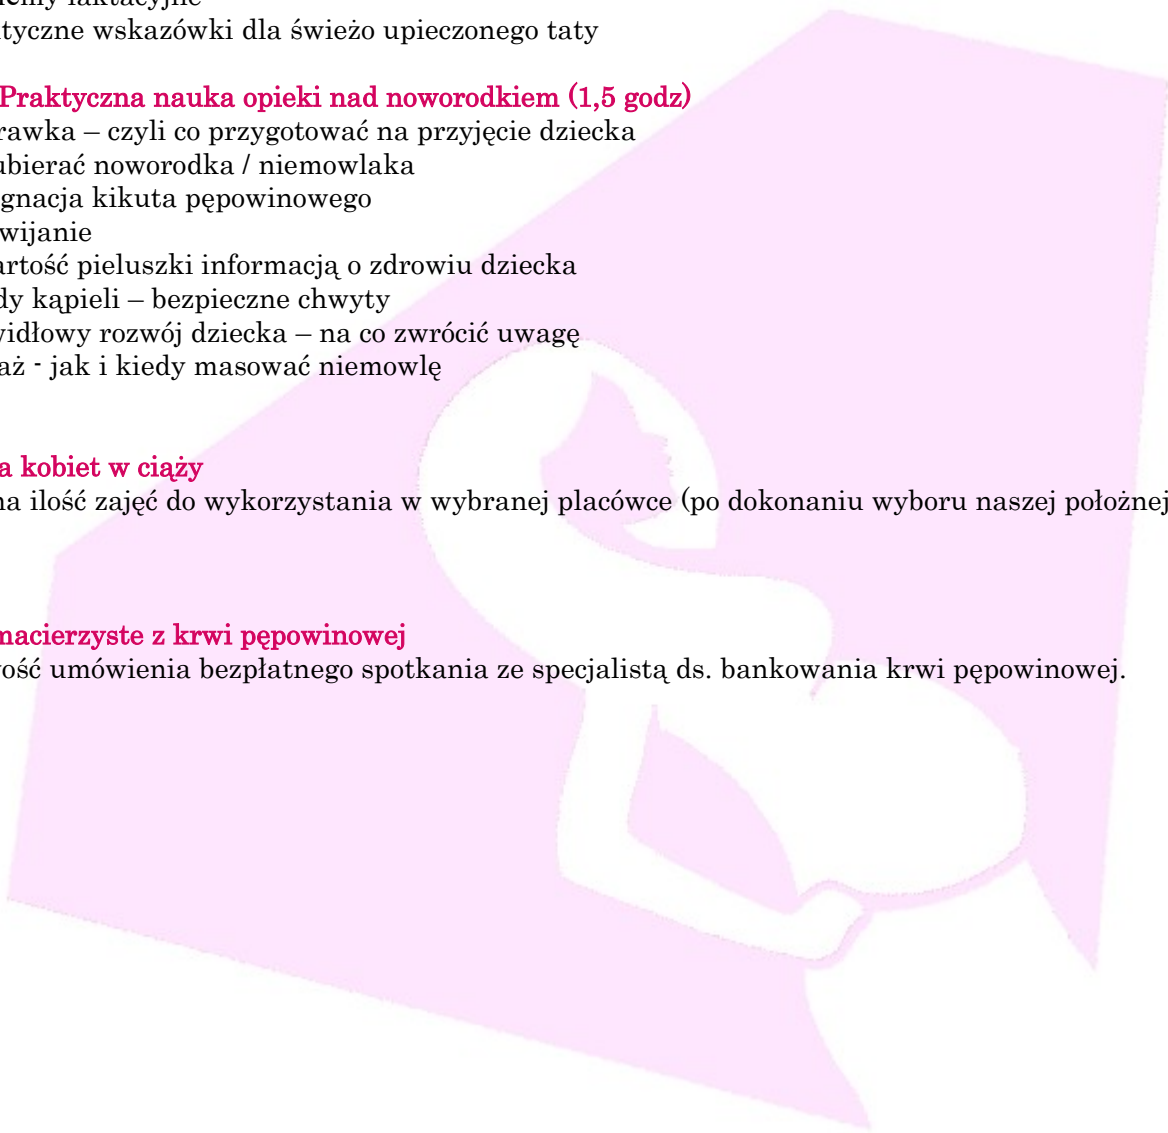 lemy laktacyjne
tyczne wskazówki dla świeżo upieczonego taty
Praktyczna nauka opieki nad noworodkiem (1,5 godz)
rawka – czyli co przygotować na przyjęcie dziecka
ubierać noworodka / niemowlaka
gnacja kikuta pępowinowego
wijanie
artość pieluszki informacją o zdrowiu dziecka
dy kąpieli – bezpieczne chwyty
widłowy rozwój dziecka – na co zwrócić uwagę
aż - jak i kiedy masować niemowlę
a kobiet w ciąży
na ilość zajęć do wykorzystania w wybranej placówce (po dokonaniu wyboru naszej położnej
macierzyste z krwi pępowinowej
ość umówienia bezpłatnego spotkania ze specjalistą ds. bankowania krwi pępowinowej.